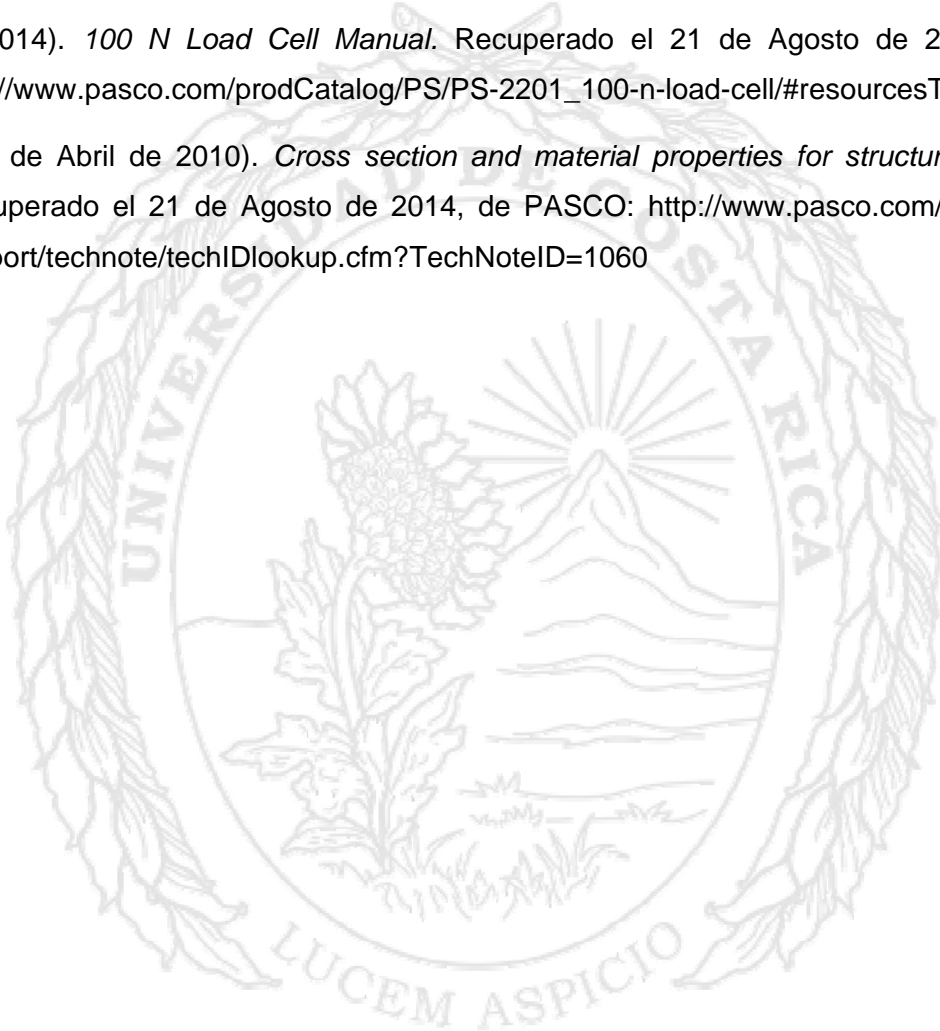 014). 100 N Load Cell Manual. Recuperado el 21 de Agosto de 2
//www.pasco.com/prodCatalog/PS/PS-2201_100-n-load-cell/#resourcesT
de Abril de 2010). Cross section and material properties for structur
uperado el 21 de Agosto de 2014, de PASCO: http://www.pasco.com/
port/technote/techIDlookup.cfm?TechNoteID=1060
UNIVERSIDAD DE COSTA RICA
LUCEM ASPICIO